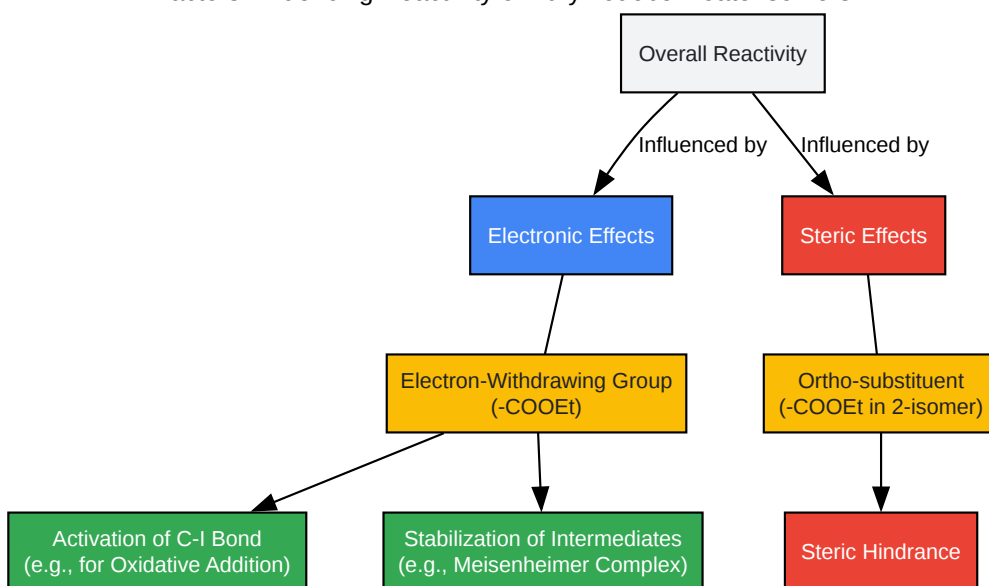 Overall Reactivity
Influenced by
Influenced by
Electronic Effects
Steric Effects
Electron-Withdrawing Group
(-COOEt)
Ortho-substituent
(-COOEt in 2-isomer)
Activation of C-I Bond
(e.g., for Oxidative Addition)
Stabilization of Intermediates
(e.g., Meisenheimer Complex)
Steric Hindrance